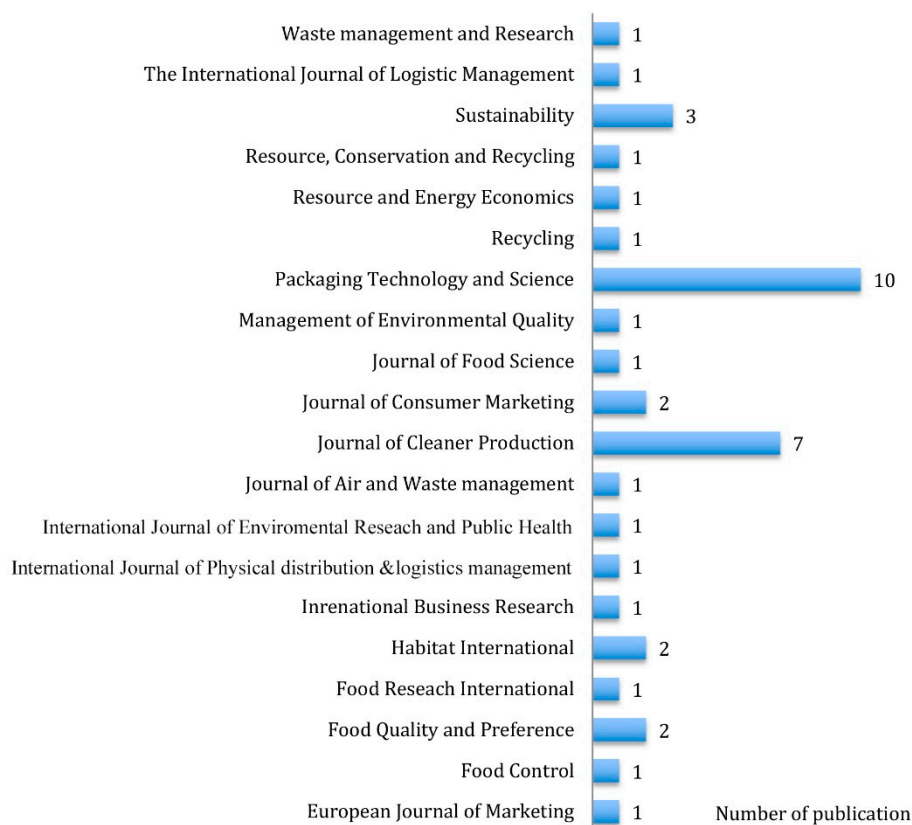 Waste management and Research 1
The International Journal of Logistic Management 1
Sustainability 3
Resource, Conservation and Recycling 1
Resource and Energy Economics 1
Recycling 1
Packaging Technology and Science 10
Management of Environmental Quality 1
Journal of Food Science 1
Journal of Consumer Marketing 2
Journal of Cleaner Production 7
Journal of Air and Waste management 1
International Journal of Enviromental Reseach and Public Health 1
International Journal of Physical distribution &logistics management 1
Inrenational Business Research 1
Habitat International 2
Food Reseach International 1
Food Quality and Preference 2
Food Control 1
European Journal of Marketing 1 Number of publication